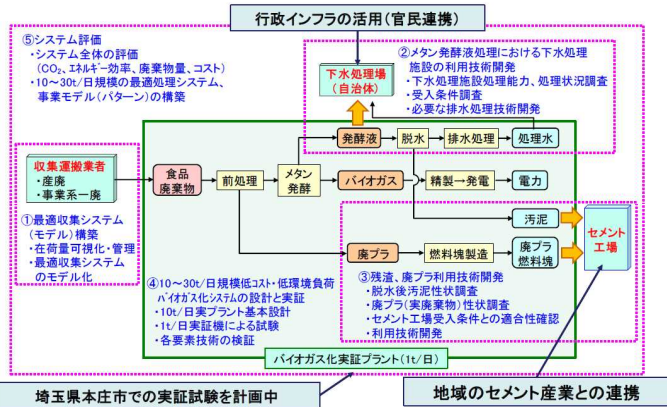 行政インフラの活用(官民連携)
⑤システム評価
・システム全体の評価
(CO₂、エネルギー効率、廃棄物量、コスト)
・10～30t/日規模の最適処理システム、
事業モデル(パターン)の構築
下水処理場
(自治体)
②メタン発酵液処理における下水処理
施設の利用技術開発
・下水処理施設処理能力、処理状況調査
・受入条件調査
・必要な排水処理技術開発
収集運搬業者
・産廃
・事業系一廃
①最適収集システム
(モデル)構築
・在荷量可視化・管理
・最適収集システム
のモデル化
食品
廃棄物
前処理
メタン
発酵
発酵液
脱水
排水処理
処理水
バイオガス
精製→発電
電力
汚泥
廃プラ
燃料塊製造
廃プラ
燃料塊
セメント
工場
④10～30t/日規模低コスト・低環境負荷
バイオガス化システムの設計と実証
・10t/日実プラント基本設計
・1t/日実証機による試験
・各要素技術の検証
③残渣、廃プラ利用技術開発
・脱水後汚泥性状調査
・廃プラ(実廃棄物)性状調査
・セメント工場受入条件との適合性確認
・利用技術開発
バイオガス化実証プラント(1t/日)
埼玉県本庄市での実証試験を計画中
地域のセメント産業との連携